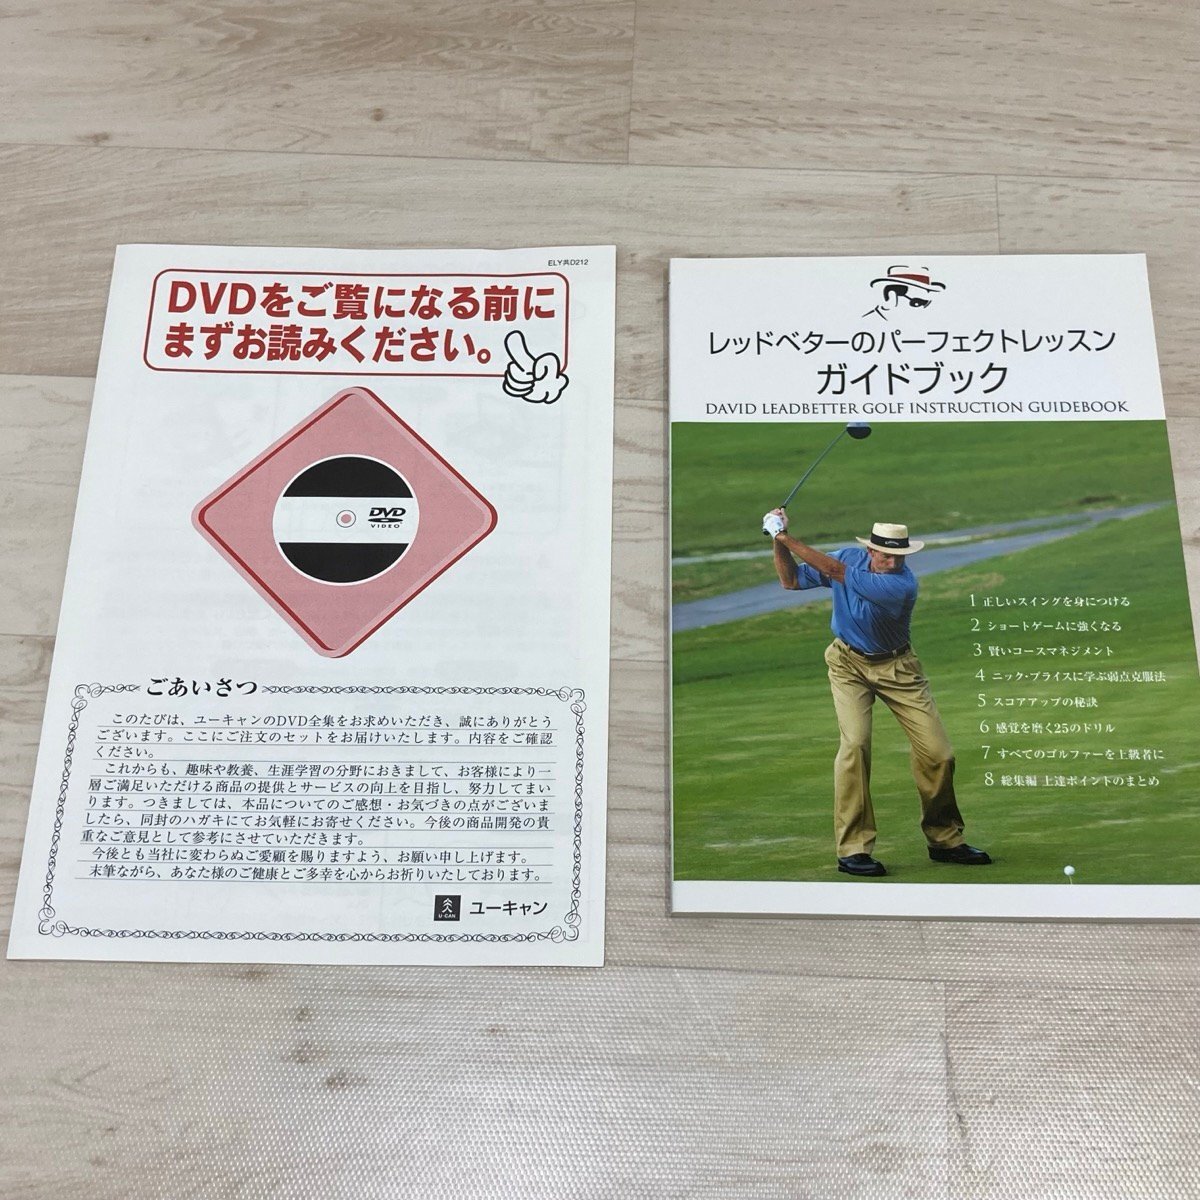 ELY共D212
DVDをご覧になる前に
まずお読みください。
DVD
VIDEO
ごあいさつ
このたびは、ユーキャンのDVD全集をお求めいただき、誠にありがとう
ございます。ここにご注文のセットをお届けいたします。内容をご確認
ください。
これからも、趣味や教養、生涯学習の分野におきまして、お客様により一
層ご満足いただける商品の提供とサービスの向上を目指し、努力してまい
ります。つきましては、本品についてのご感想・お気づきの点がございま
したら、同封のハガキにてお気軽にお寄せください。今後の商品開発の貴
重なご意見として参考にさせていただきます。
今後とも当社に変わらぬご愛顧を賜りますよう、お願い申し上げます。
末筆ながら、あなた様のご健康とご多幸を心からお祈りいたしております。
U-CAN
ユーキャン
レッドベターのパーフェクトレッスン
ガイドブック
DAVID LEADBETTER GOLF INSTRUCTION GUIDEBOOK
1 正しいスイングを身につける
2 ショートゲームに強くなる
3 賢いコースマネジメント
4 ニック・プライスに学ぶ弱点克服法
5 スコアアップの秘訣
6 感覚を磨く25のドリル
7 すべてのゴルファーを上級者に
8 総集編 上達ポイントのまとめ